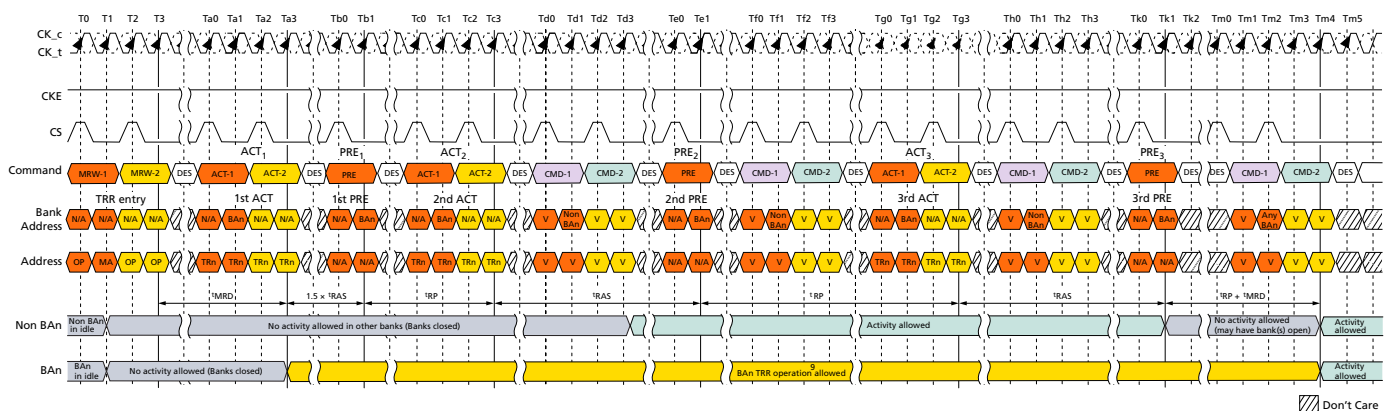 T0 T1 T2 T3 Ta0 Ta1 Ta2 Ta3 Tb0 Tb1 Tc0 Tc1 Tc2 Tc3 Td0 Td1 Tf1 Td3 Te0 Te1 Tf0 Tf1 Tf2 Tf3 Tg0 Tg1 Tg2 Tg3 Th0 Th1 Th2 Th3 Tk0 Tk1 Tk2 Tm0 Tm1 Tm2 Tm3 Tm4 Tm5
CK_c
CK_t
CKE
CS
ACT1 PRE1 ACT2 PRE2 ACT3 PRE3
Command MRW-1 MRW-2 DES ACT-1 ACT-2 DES PRE DES ACT-1 ACT-2 DES CMD-1 CMD-2 DES PRE DES CMD-1 CMD-2 DES ACT-1 ACT-2 DES CMD-1 CMD-2 DES PRE DES DES CMD-1 CMD-2 DES
TRR entry 1st ACT 1st PRE 2nd ACT 2nd PRE 3rd ACT 3rd PRE
Bank Address N/A N/A N/A N/A N/A BAn N/A N/A N/A BAn N/A BAn N/A N/A V Non BAn V V N/A BAn V Non BAn V V N/A BAn N/A N/A V Non BAn V V N/A BAn V Any BAn V V
Address OP MA OP OP TRn TRn TRn TRn N/A N/A TRn TRn TRn TRn V V V V N/A N/A V V V V TRn TRn TRn TRn V V V V N/A N/A V V V V
tMRD 1.5 × tRAS tRP tRAS tRP tRAS tRP + tMRD
Non BAn Non BAn in idle No activity allowed in other banks (Banks closed) Activity allowed No activity allowed (may have bank(s) open) Activity allowed
BAn BAn in idle No activity allowed (Banks closed) BAn TRR operation allowed 9 Activity allowed
Don't Care